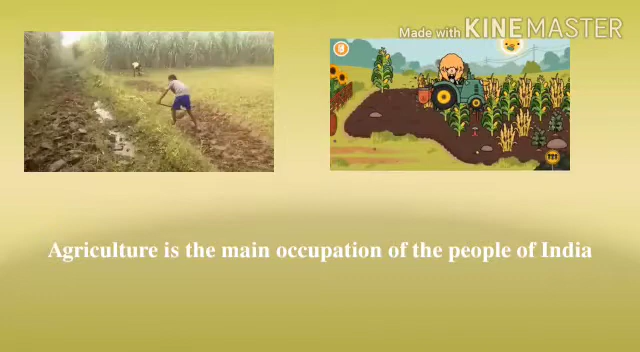 Made with KINEMASTER
Agriculture is the main occupation of the people of India